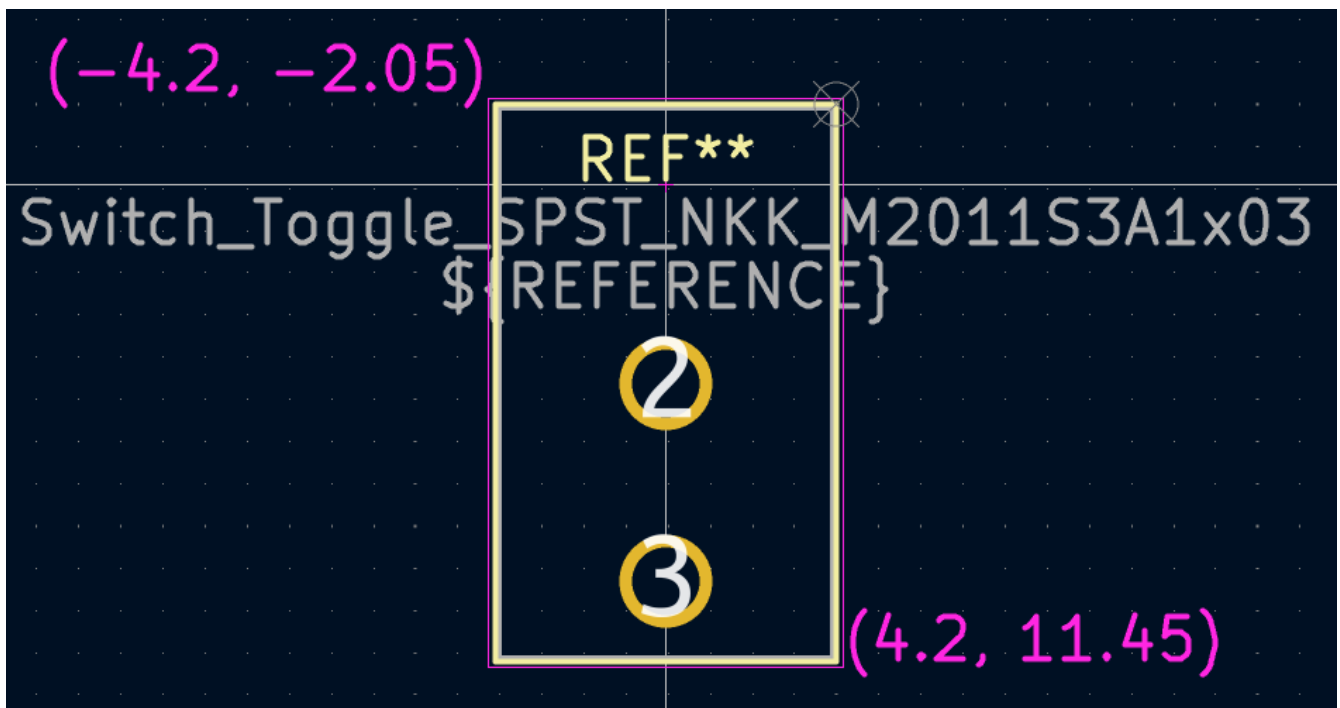 (-4.2, -2.05)
REF**
Switch_Toggle_SPST_NKK_M2011S3A1x03
${REFERENCE}
2
3
(4.2, 11.45)